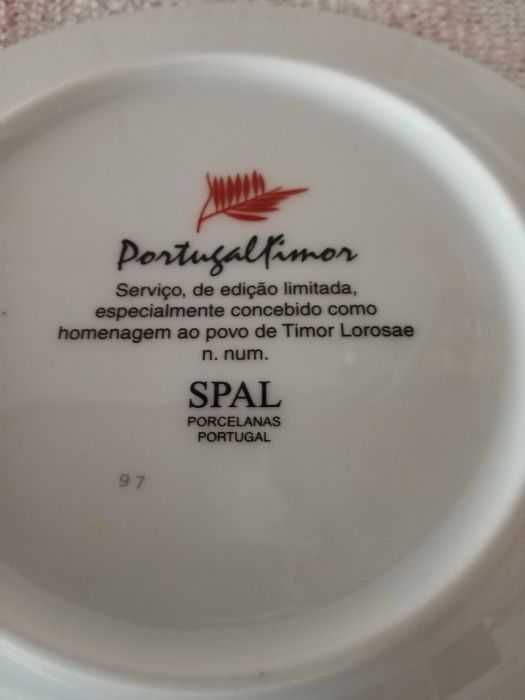 PortugalTimor
Serviço, de edição limitada,
especialmente concebido como
homenagem ao povo de Timor Lorosae
n. num.
SPAL
PORCELANAS
PORTUGAL
97